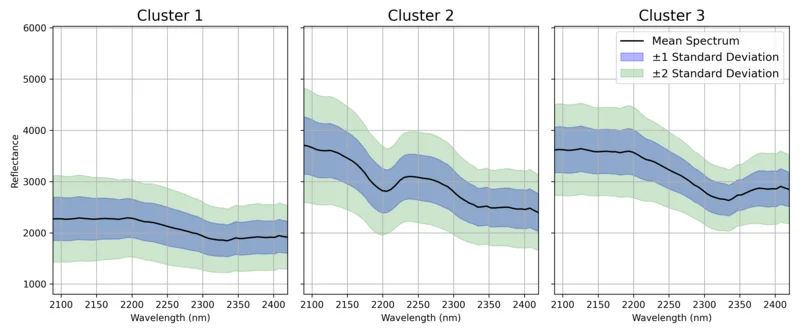 Cluster 1
Cluster 2
Cluster 3
Mean Spectrum
±1 Standard Deviation
±2 Standard Deviation
Reflectance
6000
5000
4000
3000
2000
1000
2100 2150 2200 2250 2300 2350 2400
2100 2150 2200 2250 2300 2350 2400
2100 2150 2200 2250 2300 2350 2400
Wavelength (nm)
Wavelength (nm)
Wavelength (nm)